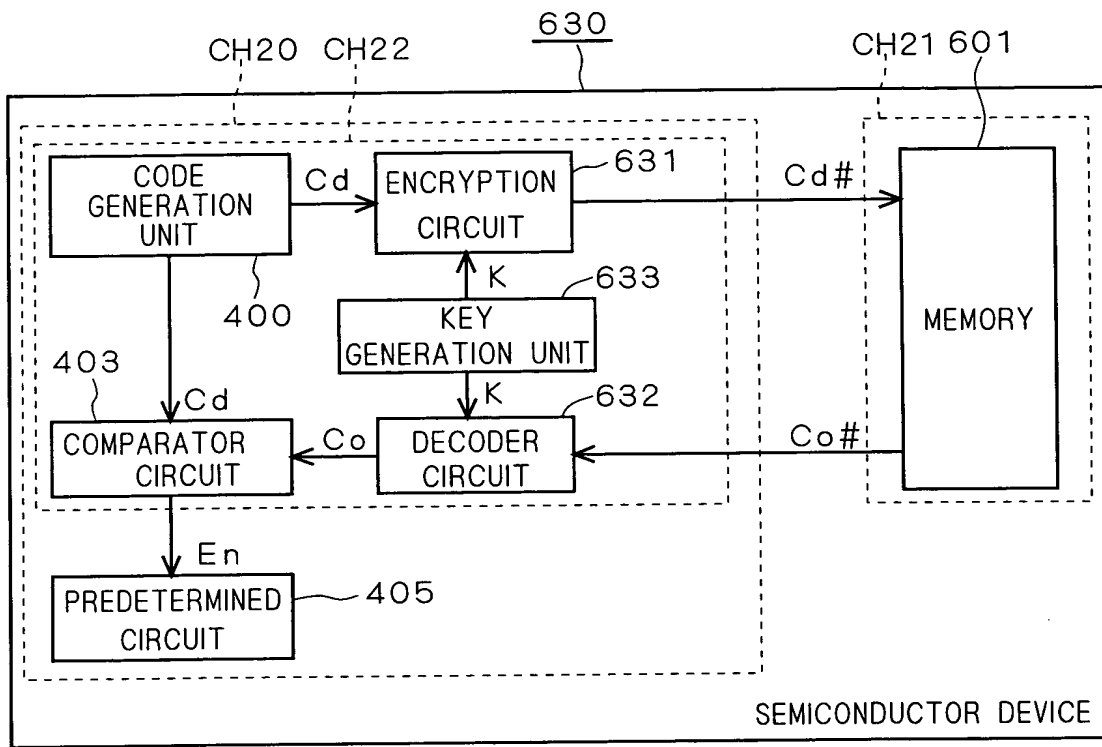 630
CH20 CH22
CH21 601
CODE
GENERATION
UNIT
Cd
ENCRYPTION
CIRCUIT
631
Cd#
400
K
633
KEY
GENERATION UNIT
MEMORY
403
Cd
K
632
COMPARATOR
CIRCUIT
Co
DECODER
CIRCUIT
Co#
En
PREDETERMINED
CIRCUIT
405
SEMICONDUCTOR DEVICE